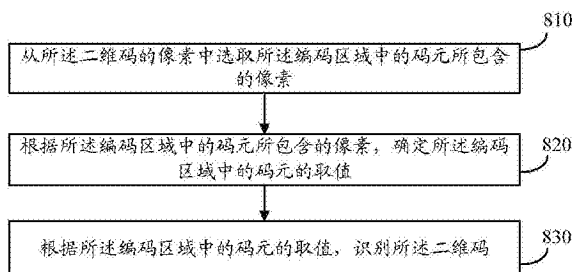 810
从所述二维码的像素中选取所述编码区域中的码元所包含
的像素
根据所述编码区域中的码元所包含的像素，确定所述编码
区域中的码元的取值
820
根据所述编码区域中的码元的取值，识别所述二维码
830